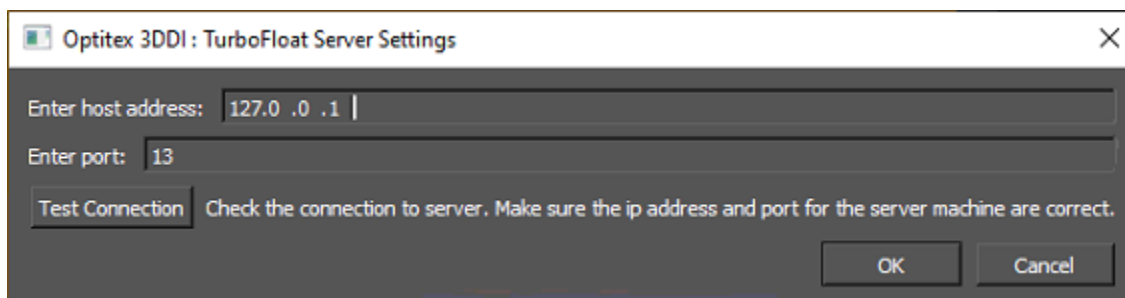 Optitex 3DDI : TurboFloat Server Settings
Enter host address: 127.0 .0 .1
Enter port: 13
Test Connection Check the connection to server. Make sure the ip address and port for the server machine are correct.
OK Cancel